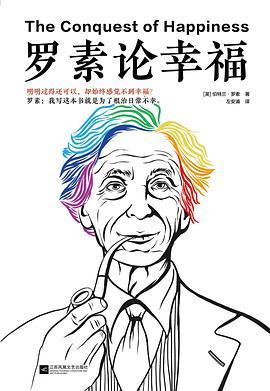 The Conquest of Happiness
罗素论幸福
明明过得还可以，却始终感觉不到幸福？
罗素：我写这本书就是为了根治日常不幸。
[英] 伯特兰·罗素 著
左安浦 译
江苏凤凰文艺出版社